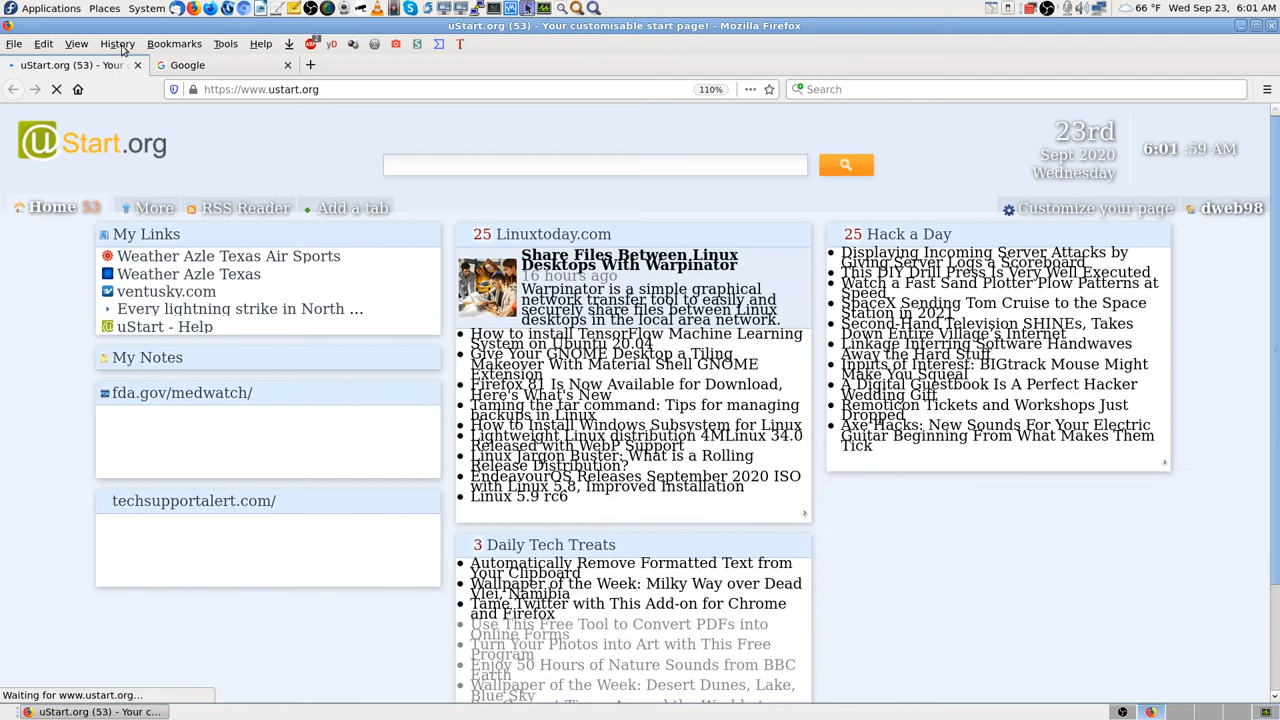 Applications Places System 66 °F Wed Sep 23, 6:01 AM
uStart.org (53) - Your customisable start page! - Mozilla Firefox
File Edit View History Bookmarks Tools Help
uStart.org (53) - Your c Google
https://www.ustart.org 110% Search
uStart.org
23rd
Sept 2020
Wednesday
6:01 :59 AM
Home 53 More RSS Reader Add a tab Customize your page dweb98
My Links
Weather Azle Texas Air Sports
Weather Azle Texas
ventusky.com
Every lightning strike in North ...
uStart - Help
My Notes
fda.gov/medwatch/
techsupportalert.com/
25 Linuxtoday.com
Share Files Between Linux
Desktops With Warpinator
16 hours ago
Warpinator is a simple graphical
network transfer tool to easily and
securely share files between Linux
desktops in the local area network.
How to install TensorFlow Machine Learning
System on Ubuntu 20.04
Give Your GNOME Desktop a Tiling
Makeover With Material Shell GNOME
Extension
Firefox 81 Is Now Available for Download,
Here's What's New
Taming the tar command: Tips for managing
backups in Linux
How to Install Windows Subsystem for Linux
Lightweight Linux distribution 4MLinux 34.0
Released with WebP Support
Linux Jargon Buster: What is a Rolling
Release Distribution?
EndeavourOS Releases September 2020 ISO
with Linux 5.8, Improved Installation
Linux 5.9 rc6
3 Daily Tech Treats
Automatically Remove Formatted Text from
Your Clipboard
Wallpaper of the Week: Milky Way over Dead
Vlei, Namibia
Tame Twitter with This Add-on for Chrome
and Firefox
Use This Free Tool to Convert PDFs into
Online Forms
Turn Your Photos into Art with This Free
Program
Enjoy 50 Hours of Nature Sounds from BBC
Earth
Wallpaper of the Week: Desert Dunes, Lake,
Blue Sky
25 Hack a Day
Displaying Incoming Server Attacks by
Giving Server Logs a Scoreboard
This DIY Drill Press Is Very Well Executed
Watch a Fast Sand Plotter Plow Patterns at
Speed
SpaceX Sending Tom Cruise to the Space
Station in 2021
Second-Hand Television SHINEs, Takes
Down Entire Village's Internet
Linkage Inferring Software Handwaves
Away the Hard Stuff
Inputs of Interest: BIGtrack Mouse Might
Make You Squeal
A Digital Guestbook Is A Perfect Hacker
Wedding Gift
Remoticon Tickets and Workshops Just
Dropped
Axe Hacks: New Sounds For Your Electric
Guitar Beginning From What Makes Them
Tick
Waiting for www.ustart.org...
uStart.org (53) - Your c...